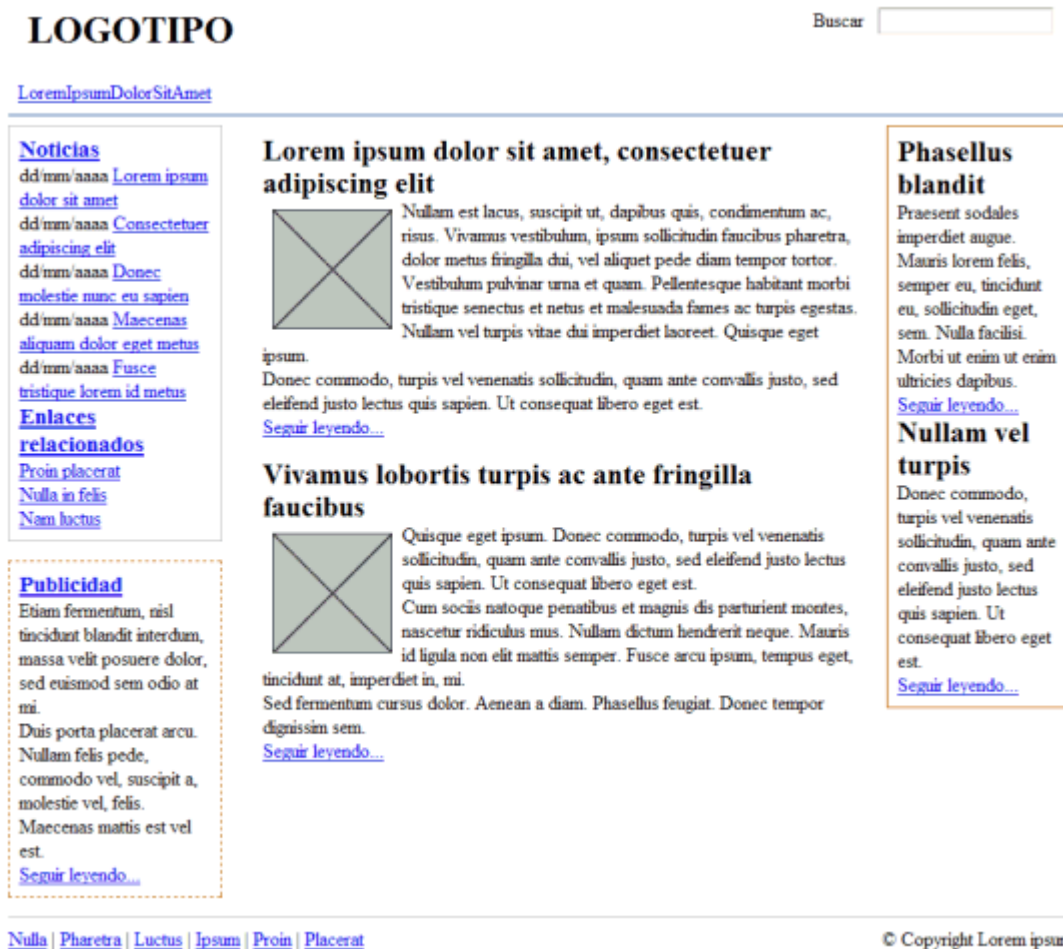 LOGOTIPO
Buscar
LoremIpsumDolorSitAmet
Noticias
dd/mm/aaaa Lorem ipsum
dolor sit amet
dd/mm/aaaa Consectetuer
adipiscing elit
dd/mm/aaaa Donec
molestie nunc eu sapien
dd/mm/aaaa Maecenas
aliquam dolor eget metus
dd/mm/aaaa Fusce
tristique lorem id metus
Enlaces
relacionados
Proin placerat
Nulla in felis
Nam luctus
Publicidad
Etiam fermentum, nisl
tincidunt blandit interdum,
massa velit posuere dolor,
sed euismod sem odio at
mi.
Duis porta placerat arcu.
Nullam felis pede,
commodo vel, suscipit a,
molestie vel, felis.
Maecenas mattis est vel
est.
Seguir leyendo...
Lorem ipsum dolor sit amet, consectetuer
adipiscing elit
Nullam est lacus, suscipit ut, dapibus quis, condimentum ac,
risus. Vivamus vestibulum, ipsum sollicitudin faucibus pharetra,
dolor metus fringilla dui, vel aliquet pede diam tempor tortor.
Vestibulum pulvinar urna et quam. Pellentesque habitant morbi
tristique senectus et netus et malesuada fames ac turpis egestas.
Nullam vel turpis vitae dui imperdiet laoreet. Quisque eget
ipsum.
Donec commodo, turpis vel venenatis sollicitudin, quam ante convallis justo, sed
eleifend justo lectus quis sapien. Ut consequat libero eget est.
Seguir leyendo...
Vivamus lobortis turpis ac ante fringilla
faucibus
Quisque eget ipsum. Donec commodo, turpis vel venenatis
sollicitudin, quam ante convallis justo, sed eleifend justo lectus
quis sapien. Ut consequat libero eget est.
Cum sociis natoque penatibus et magnis dis parturient montes,
nascetur ridiculus mus. Nullam dictum hendrerit neque. Mauris
id ligula non elit mattis semper. Fusce arcu ipsum, tempus eget,
tincidunt at, imperdiet in, mi.
Sed fermentum cursus dolor. Aenean a diam. Phasellus feugiat. Donec tempor
dignissim sem.
Seguir leyendo...
Phasellus
blandit
Praesent sodales
imperdiet augue.
Mauris lorem felis,
semper eu, tincidunt
eu, sollicitudin eget,
sem. Nulla facilisi.
Morbi ut enim ut enim
ultricies dapibus.
Seguir leyendo...
Nullam vel
turpis
Donec commodo,
turpis vel venenatis
sollicitudin, quam ante
convallis justo, sed
eleifend justo lectus
quis sapien. Ut
consequat libero eget
est.
Seguir leyendo...
Nulla | Pharetra | Luctus | Ipsum | Proin | Placerat
© Copyright Lorem ipsu